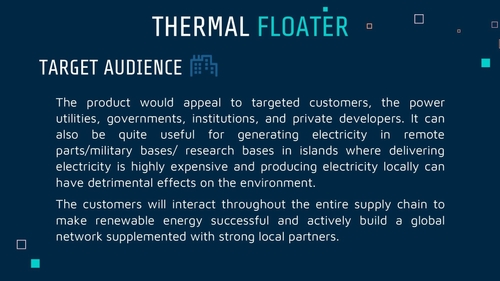 THERMAL FLOATER
TARGET AUDIENCE
The product would appeal to targeted customers, the power
utilities, governments, institutions, and private developers. It can
also be quite useful for generating electricity in remote
parts/military bases/ research bases in islands where delivering
electricity is highly expensive and producing electricity locally can
have detrimental effects on the environment.
The customers will interact throughout the entire supply chain to
make renewable energy successful and actively build a global
network supplemented with strong local partners.